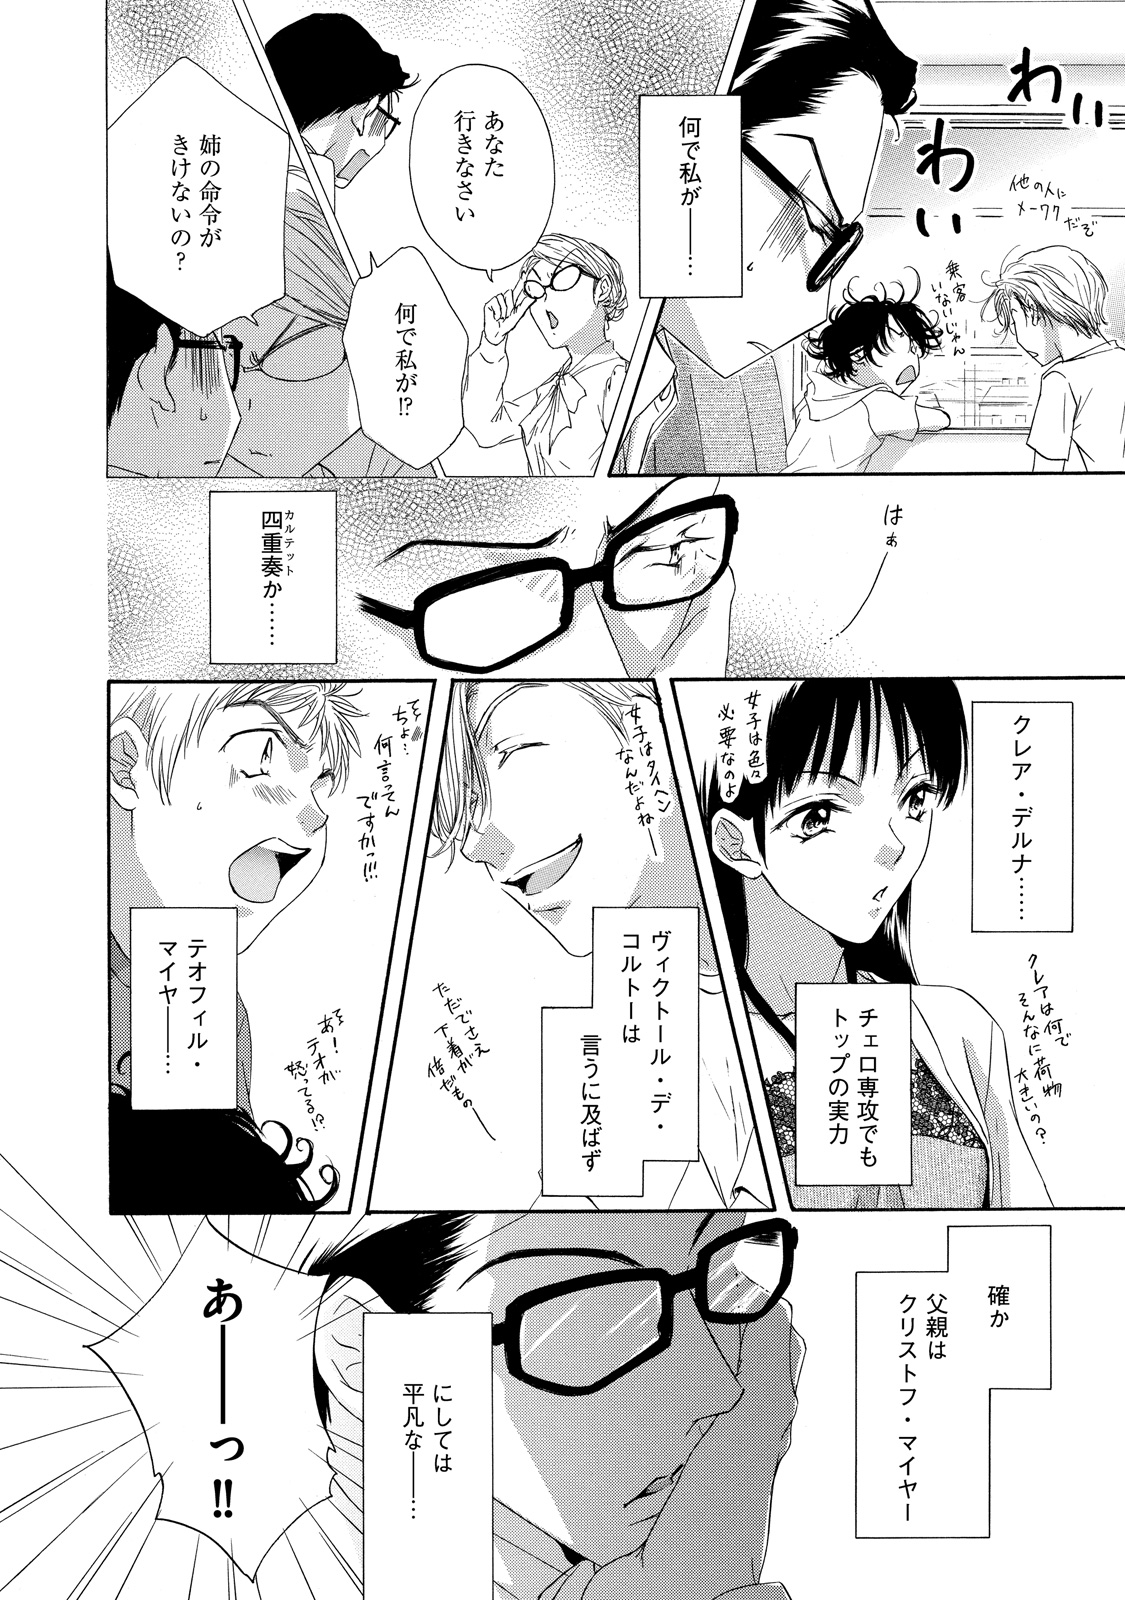 わい
わい
他の人に
メーワク
だぞ
乗客
いないじゃん
何で私が――…
あなた
行きなさい
何で私が!?
姉の命令が
きけないの?
はぁ
四重奏か……
カルテット
クレア・デルナ……
女子は色々
必要なのよ
クレアは何で
そんなに荷物
大きいの?
チェロ専攻でも
トップの実力
女子はタイヘン
なんだよねー
ヴィクトール・デ・
コルトーは
言うに及ばず
ただでさえ
下着が
倍だもの―
ちょ…
何言ってん
ですかっ!!!
テオフィル・
マイヤー――…
あ!
テオが
怒ってる!?
確か
父親は
クリストフ・マイヤー
にしては
平凡な――…
あ――っ!!